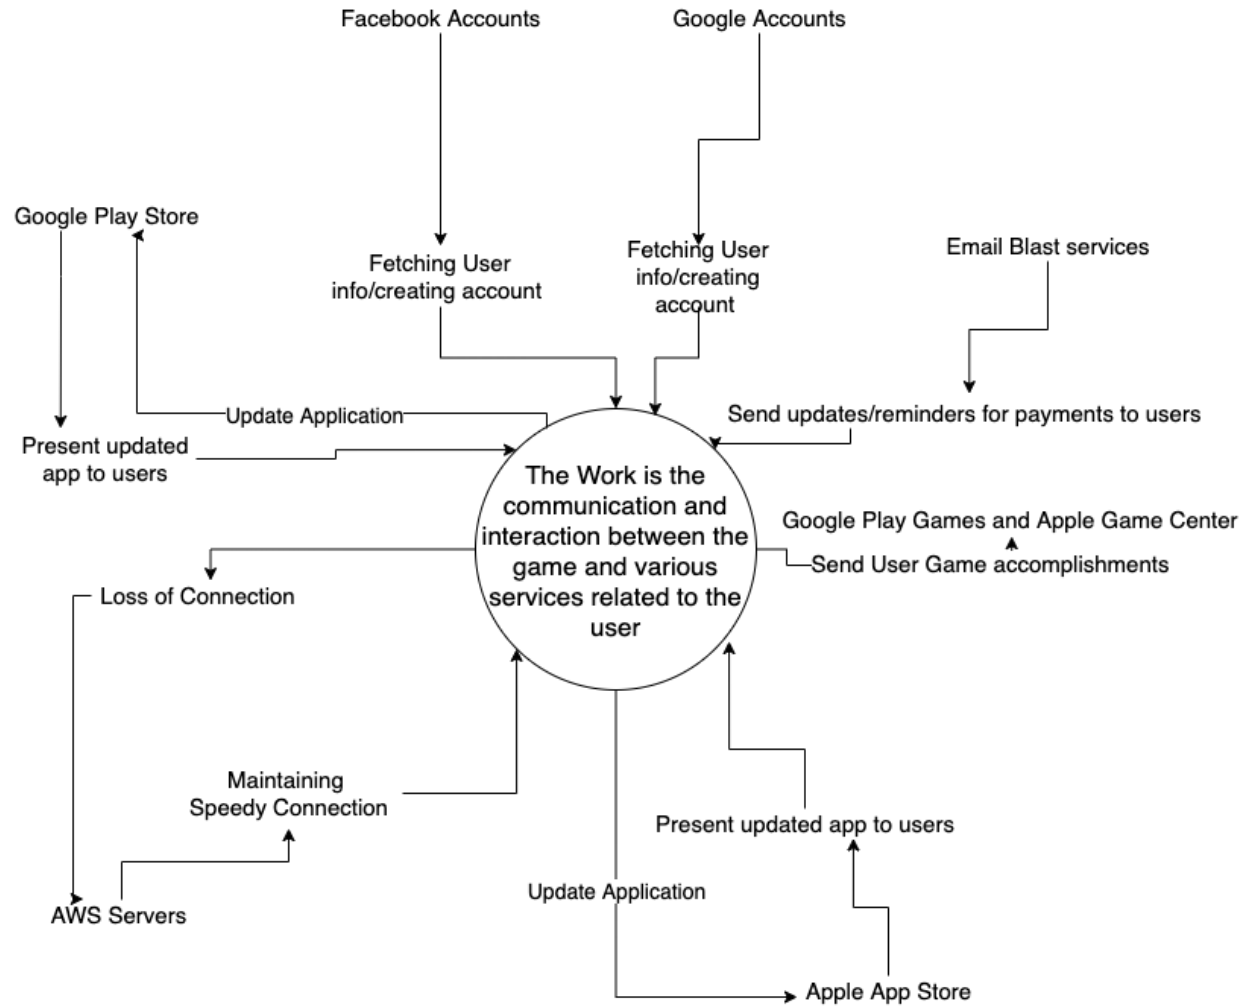 Facebook Accounts
Google Accounts
Google Play Store
Fetching User
info/creating account
Fetching User
info/creating
account
Email Blast services
Update Application
Send updates/reminders for payments to users
Present updated
app to users
The Work is the
communication and
interaction between the
game and various
services related to the
user
Google Play Games and Apple Game Center
Send User Game accomplishments
Loss of Connection
Maintaining
Speedy Connection
Present updated app to users
Update Application
AWS Servers
Apple App Store